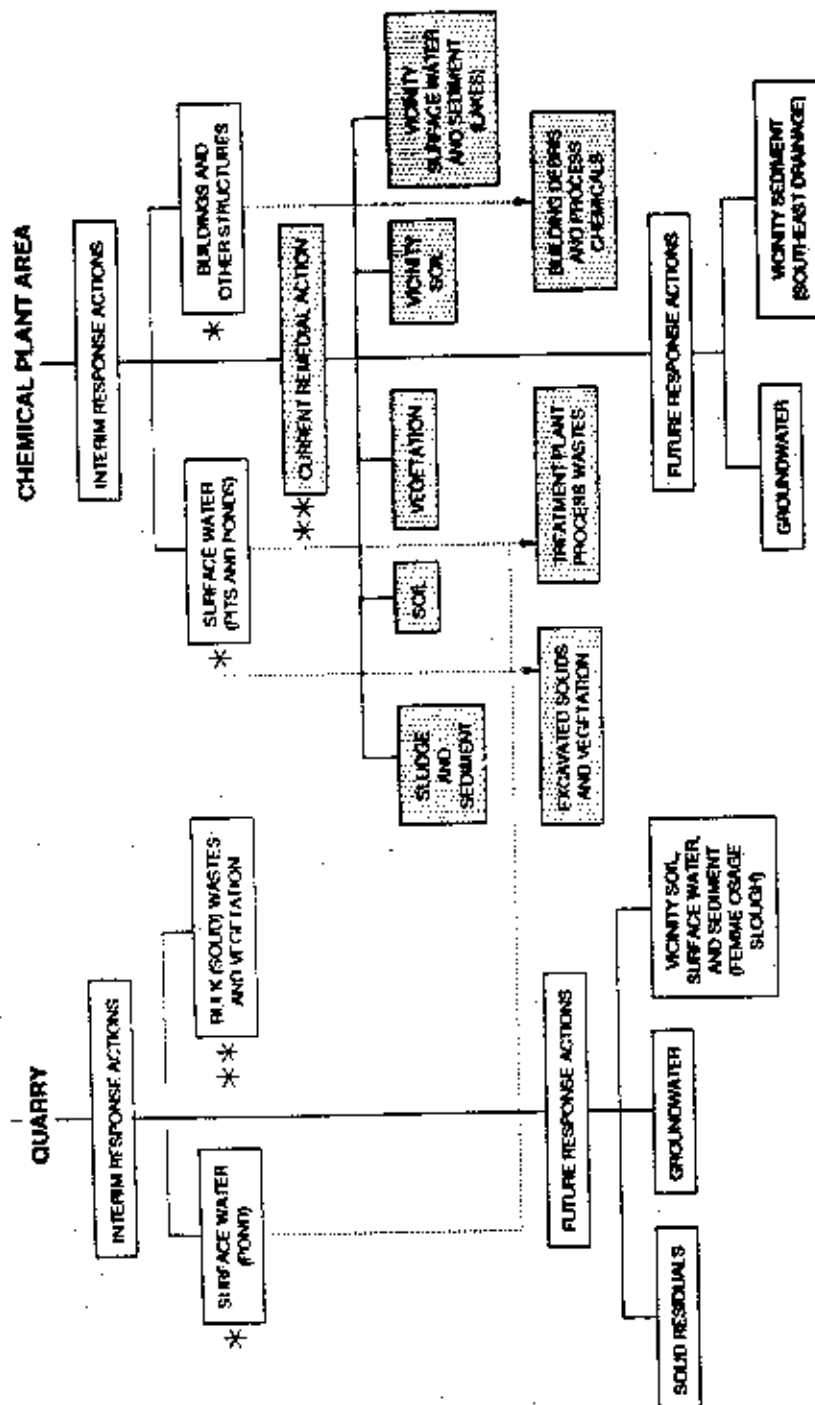 QUARRY
INTERIM RESPONSE ACTIONS
*
SURFACE WATER
(POND)
**
BULK (SOLID) WASTES
AND VEGETATION
FUTURE RESPONSE ACTIONS
SOLID RESIDUALS
GROUNDWATER
VICINITY SOIL,
SURFACE WATER,
AND SEDIMENT
(FEMME OSAGE
SLOUGH)
CHEMICAL PLANT AREA
INTERIM RESPONSE ACTIONS
*
SURFACE WATER
(PITS AND PONDS)
*
BUILDINGS AND
OTHER STRUCTURES
**
CURRENT REMEDIAL ACTION
SLUDGE
AND
SEDIMENT
SOIL
VEGETATION
VICINITY
SOIL
VICINITY
SURFACE WATER
AND SEDIMENT
(LAKES)
EXCAVATED SOLIDS
AND VEGETATION
TREATMENT PLANT
PROCESS WASTES
BUILDING DEBRIS
AND PROCESS
CHEMICALS
FUTURE RESPONSE ACTIONS
GROUNDWATER
VICINITY SEDIMENT
(SOUTHEAST DRAINAGE)